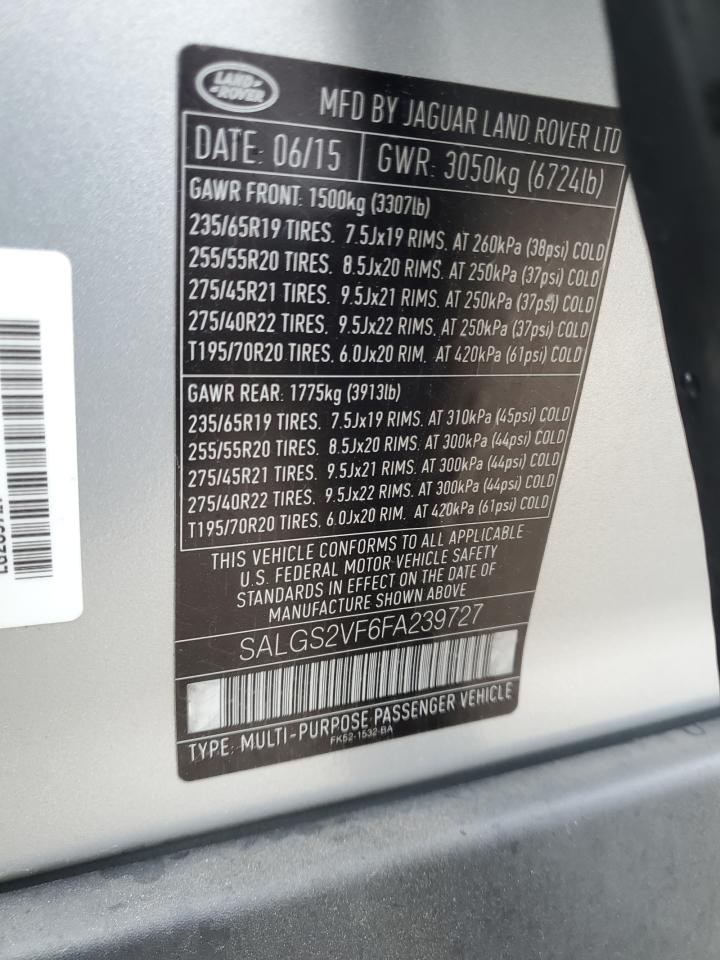 LAND-
-ROVER
MFD BY JAGUAR LAND ROVER LTD
DATE: 06/15 GWR: 3050kg (6724lb)
GAWR FRONT: 1500kg (3307lb)
235/65R19 TIRES. 7.5Jx19 RIMS. AT 260kPa (38psi) COLD
255/55R20 TIRES. 8.5Jx20 RIMS. AT 250kPa (37psi) COLD
275/45R21 TIRES. 9.5Jx21 RIMS. AT 250kPa (37psi) COLD
275/40R22 TIRES. 9.5Jx22 RIMS. AT 250kPa (37psi) COLD
T195/70R20 TIRES. 6.0Jx20 RIM. AT 420kPa (61psi) COLD
GAWR REAR: 1775kg (3913lb)
235/65R19 TIRES. 7.5Jx19 RIMS. AT 310kPa (45psi) COLD
255/55R20 TIRES. 8.5Jx20 RIMS. AT 300kPa (44psi) COLD
275/45R21 TIRES. 9.5Jx21 RIMS. AT 300kPa (44psi) COLD
275/40R22 TIRES. 9.5Jx22 RIMS. AT 300kPa (44psi) COLD
T195/70R20 TIRES. 6.0Jx20 RIM. AT 420kPa (61psi) COLD
THIS VEHICLE CONFORMS TO ALL APPLICABLE
U.S. FEDERAL MOTOR VEHICLE SAFETY
STANDARDS IN EFFECT ON THE DATE OF
MANUFACTURE SHOWN ABOVE
SALGS2VF6FA239727
TYPE: MULTI-PURPOSE PASSENGER VEHICLE
FK52-1532-BA